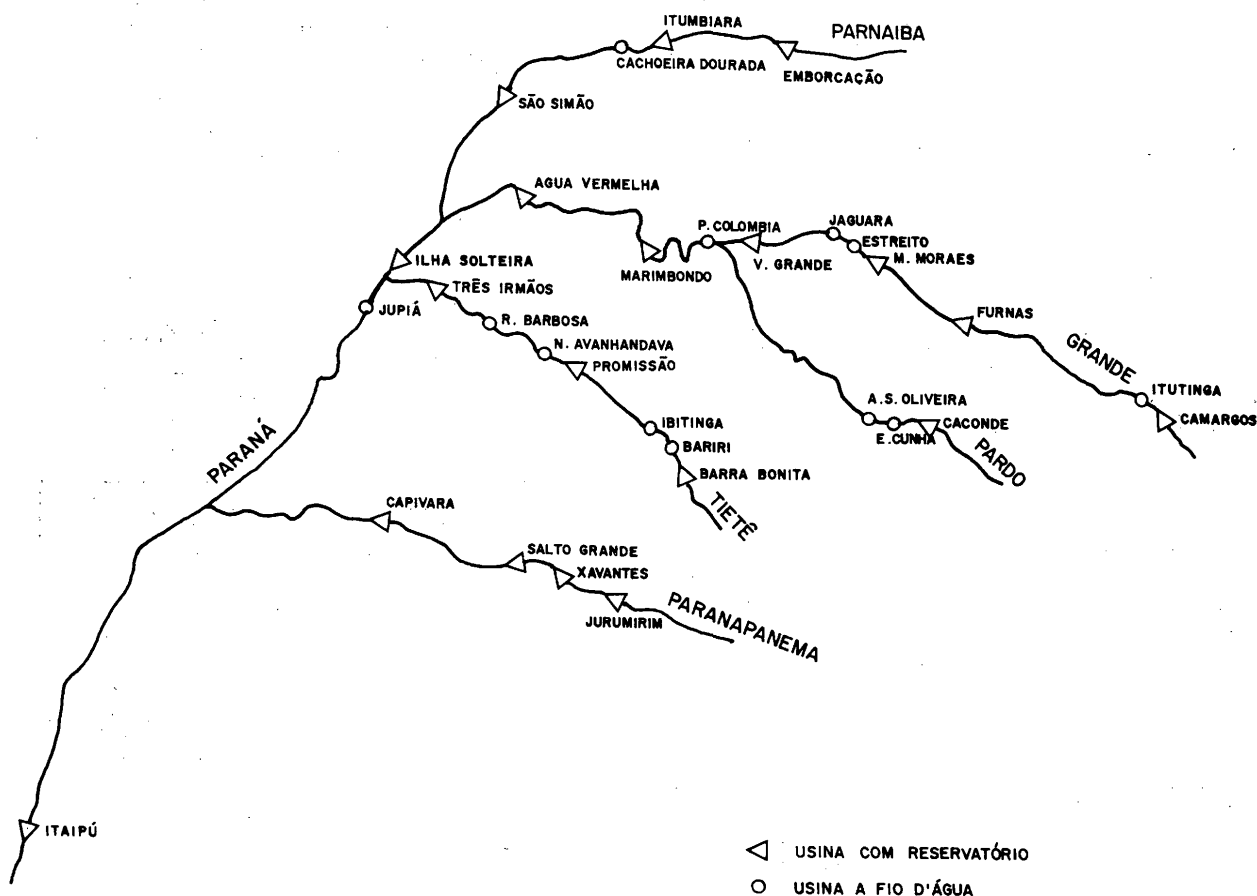 ITUMBIARA
PARNAIBA
CACHOEIRA DOURADA
EMBORCAÇÃO
SÃO SIMÃO
AGUA VERMELHA
P. COLOMBIA
JAGUARA
ESTREITO
M. MORAES
V. GRANDE
MARIMBONDO
ILHA SOLTEIRA
TRÊS IRMÃOS
JUPIÁ
R. BARBOSA
FURNAS
N. AVANHANDAVA
PROMISSÃO
GRANDE
ITUTINGA
CAMARGOS
A.S. OLIVEIRA
CACONDE
E.CUNHA
IBITINGA
BARIRI
PARDO
BARRA BONITA
PARANÁ
TIETÊ
CAPIVARA
SALTO GRANDE
XAVANTES
JURUMIRIM
PARANAPANEMA
ITAIPÚ
USINA COM RESERVATÓRIO
USINA A FIO D'ÁGUA